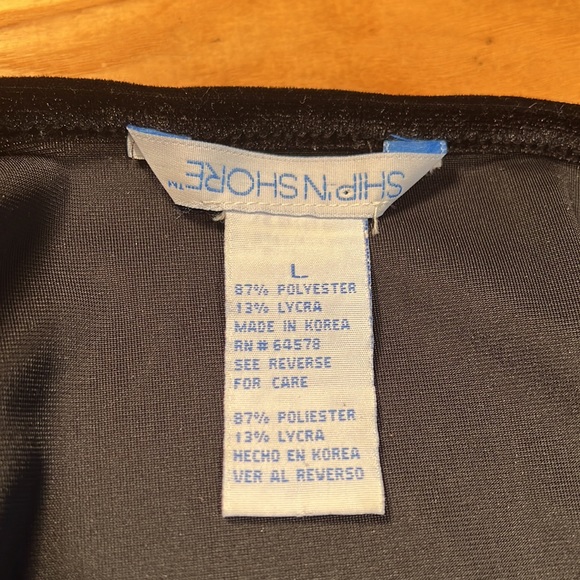 SHIP'NSHORE™
L
87% POLYESTER
13% LYCRA
MADE IN KOREA
RN# 64578
SEE REVERSE
FOR CARE
87% POLIESTER
13% LYCRA
HECHO EN KOREA
VER AL REVERSO